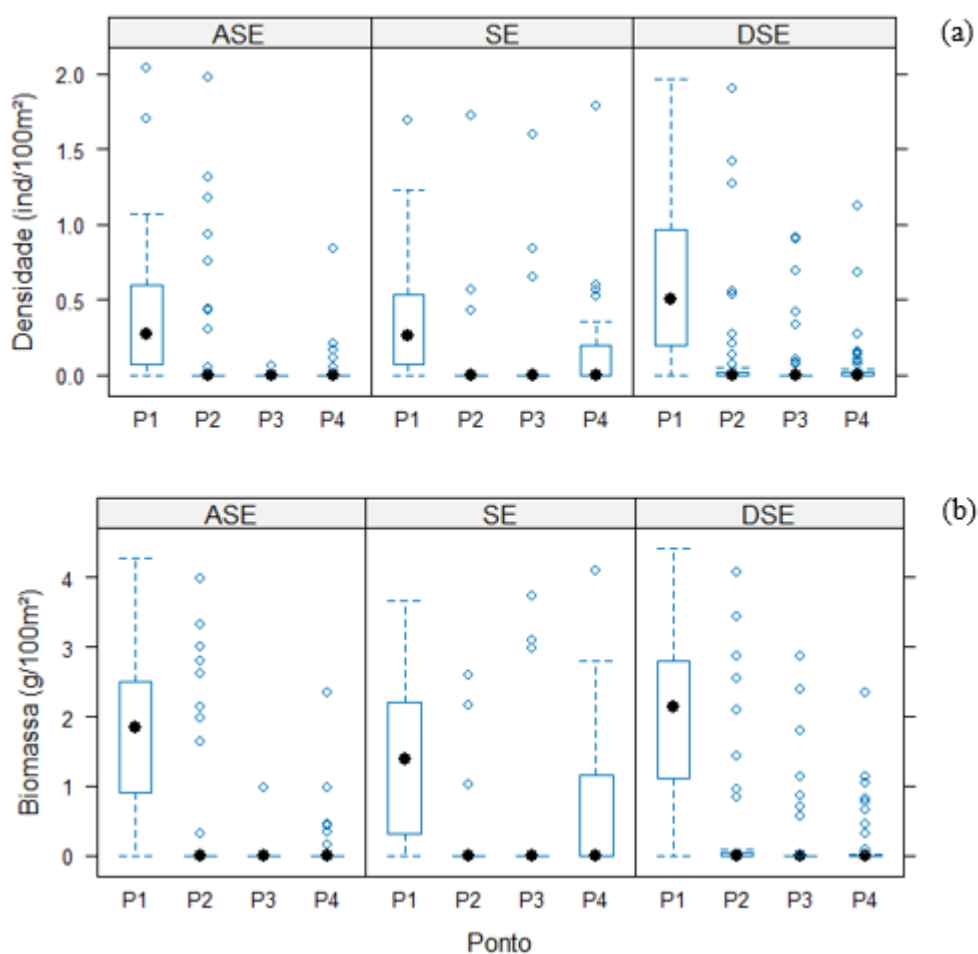 (a)
ASE SE DSE
Densidade (ind/100m²)
2.0
1.5
1.0
0.5
0.0
P1 P2 P3 P4 P1 P2 P3 P4 P1 P2 P3 P4
(b)
ASE SE DSE
Biomassa (g/100m²)
4
3
2
1
0
P1 P2 P3 P4 P1 P2 P3 P4 P1 P2 P3 P4
Ponto